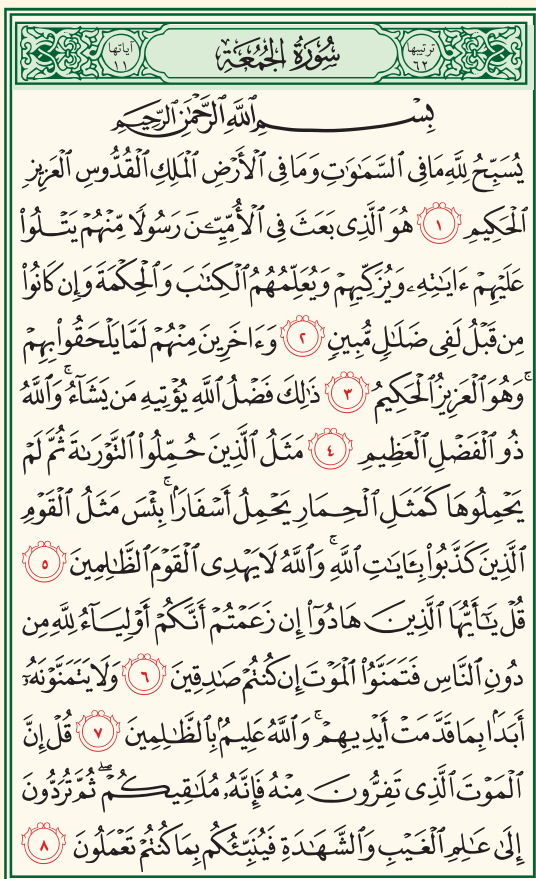 ترتيبها ٦٢ سُورَةُ الجُمُعَةِ آياتها ١١
بِسْمِ اللَّهِ الرَّحْمَٰنِ الرَّحِيمِ
يُسَبِّحُ لِلَّهِ مَا فِى السَّمَٰوَٰتِ وَمَا فِى الْأَرْضِ الْمَلِكِ الْقُدُّوسِ الْعَزِيزِ
الْحَكِيمِ ١ هُوَ الَّذِى بَعَثَ فِى الْأُمِّيِّـۧنَ رَسُولًا مِّنْهُمْ يَتْلُوا۟
عَلَيْهِمْ ءَايَٰتِهِۦ وَيُزَكِّيهِمْ وَيُعَلِّمُهُمُ الْكِتَٰبَ وَالْحِكْمَةَ وَإِن كَانُوا۟
مِن قَبْلُ لَفِى ضَلَٰلٍ مُّبِينٍ ٢ وَءَاخَرِينَ مِنْهُمْ لَمَّا يَلْحَقُوا۟ بِهِمْ
ۚ وَهُوَ الْعَزِيزُ الْحَكِيمُ ٣ ذَٰلِكَ فَضْلُ اللَّهِ يُؤْتِيهِ مَن يَشَآءُ ۚ وَاللَّهُ
ذُو الْفَضْلِ الْعَظِيمِ ٤ مَثَلُ الَّذِينَ حُمِّلُوا۟ التَّوْرَىٰةَ ثُمَّ لَمْ
يَحْمِلُوهَا كَمَثَلِ الْحِمَارِ يَحْمِلُ أَسْفَارًۢا ۚ بِئْسَ مَثَلُ الْقَوْمِ
الَّذِينَ كَذَّبُوا۟ بِـَٔايَٰتِ اللَّهِ ۚ وَاللَّهُ لَا يَهْدِى الْقَوْمَ الظَّٰلِمِينَ ٥
قُلْ يَٰٓأَيُّهَا الَّذِينَ هَادُوٓا۟ إِن زَعَمْتُمْ أَنَّكُمْ أَوْلِيَآءُ لِلَّهِ مِن
دُونِ النَّاسِ فَتَمَنَّوُا۟ الْمَوْتَ إِن كُنتُمْ صَٰدِقِينَ ٦ وَلَا يَتَمَنَّوْنَهُۥٓ
أَبَدًۢا بِمَا قَدَّمَتْ أَيْدِيهِمْ ۚ وَاللَّهُ عَلِيمٌۢ بِالظَّٰلِمِينَ ٧ قُلْ إِنَّ
الْمَوْتَ الَّذِى تَفِرُّونَ مِنْهُ فَإِنَّهُۥ مُلَٰقِيكُمْ ۖ ثُمَّ تُرَدُّونَ
إِلَىٰ عَٰلِمِ الْغَيْبِ وَالشَّهَٰدَةِ فَيُنَبِّئُكُم بِمَا كُنتُمْ تَعْمَلُونَ ٨